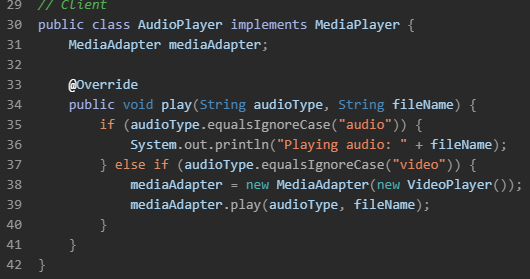 29 // Client
30 public class AudioPlayer implements MediaPlayer {
31     MediaAdapter mediaAdapter;
32
33     @Override
34     public void play(String audioType, String fileName) {
35         if (audioType.equalsIgnoreCase("audio")) {
36             System.out.println("Playing audio: " + fileName);
37         } else if (audioType.equalsIgnoreCase("video")) {
38             mediaAdapter = new MediaAdapter(new VideoPlayer());
39             mediaAdapter.play(audioType, fileName);
40         }
41     }
42 }